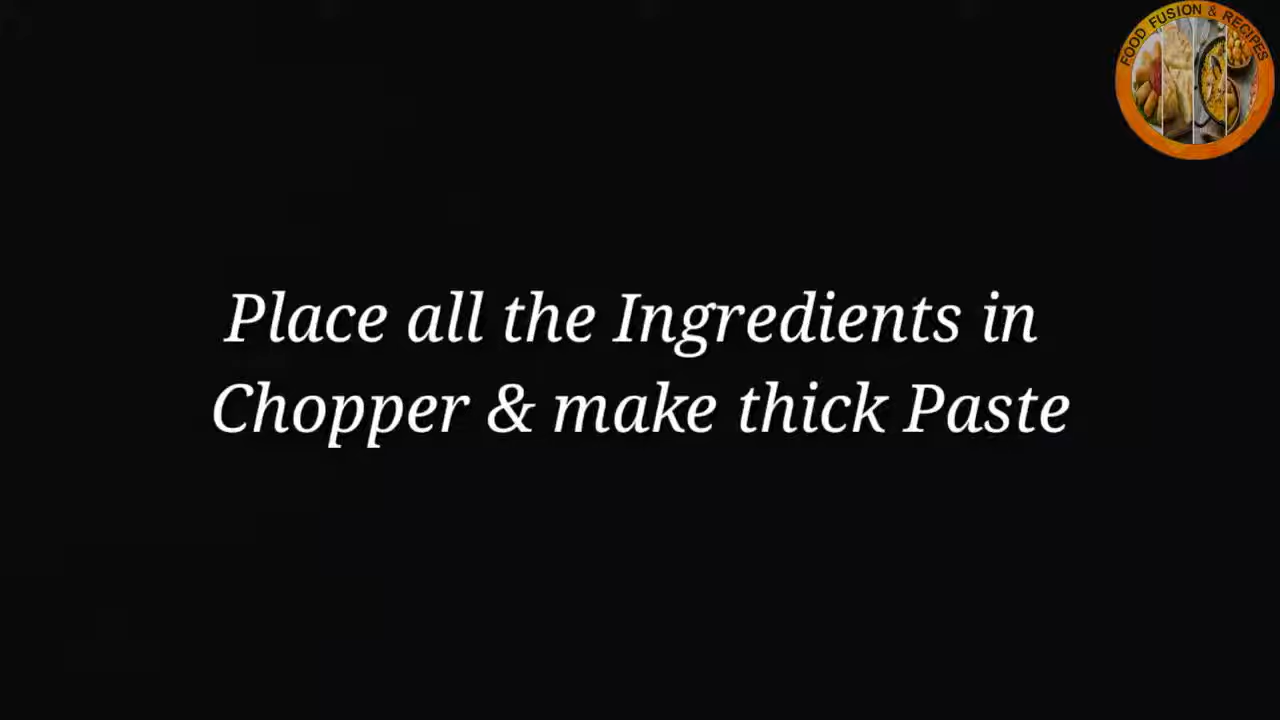 FOOD FUSION & RECIPES
Place all the Ingredients in
Chopper & make thick Paste